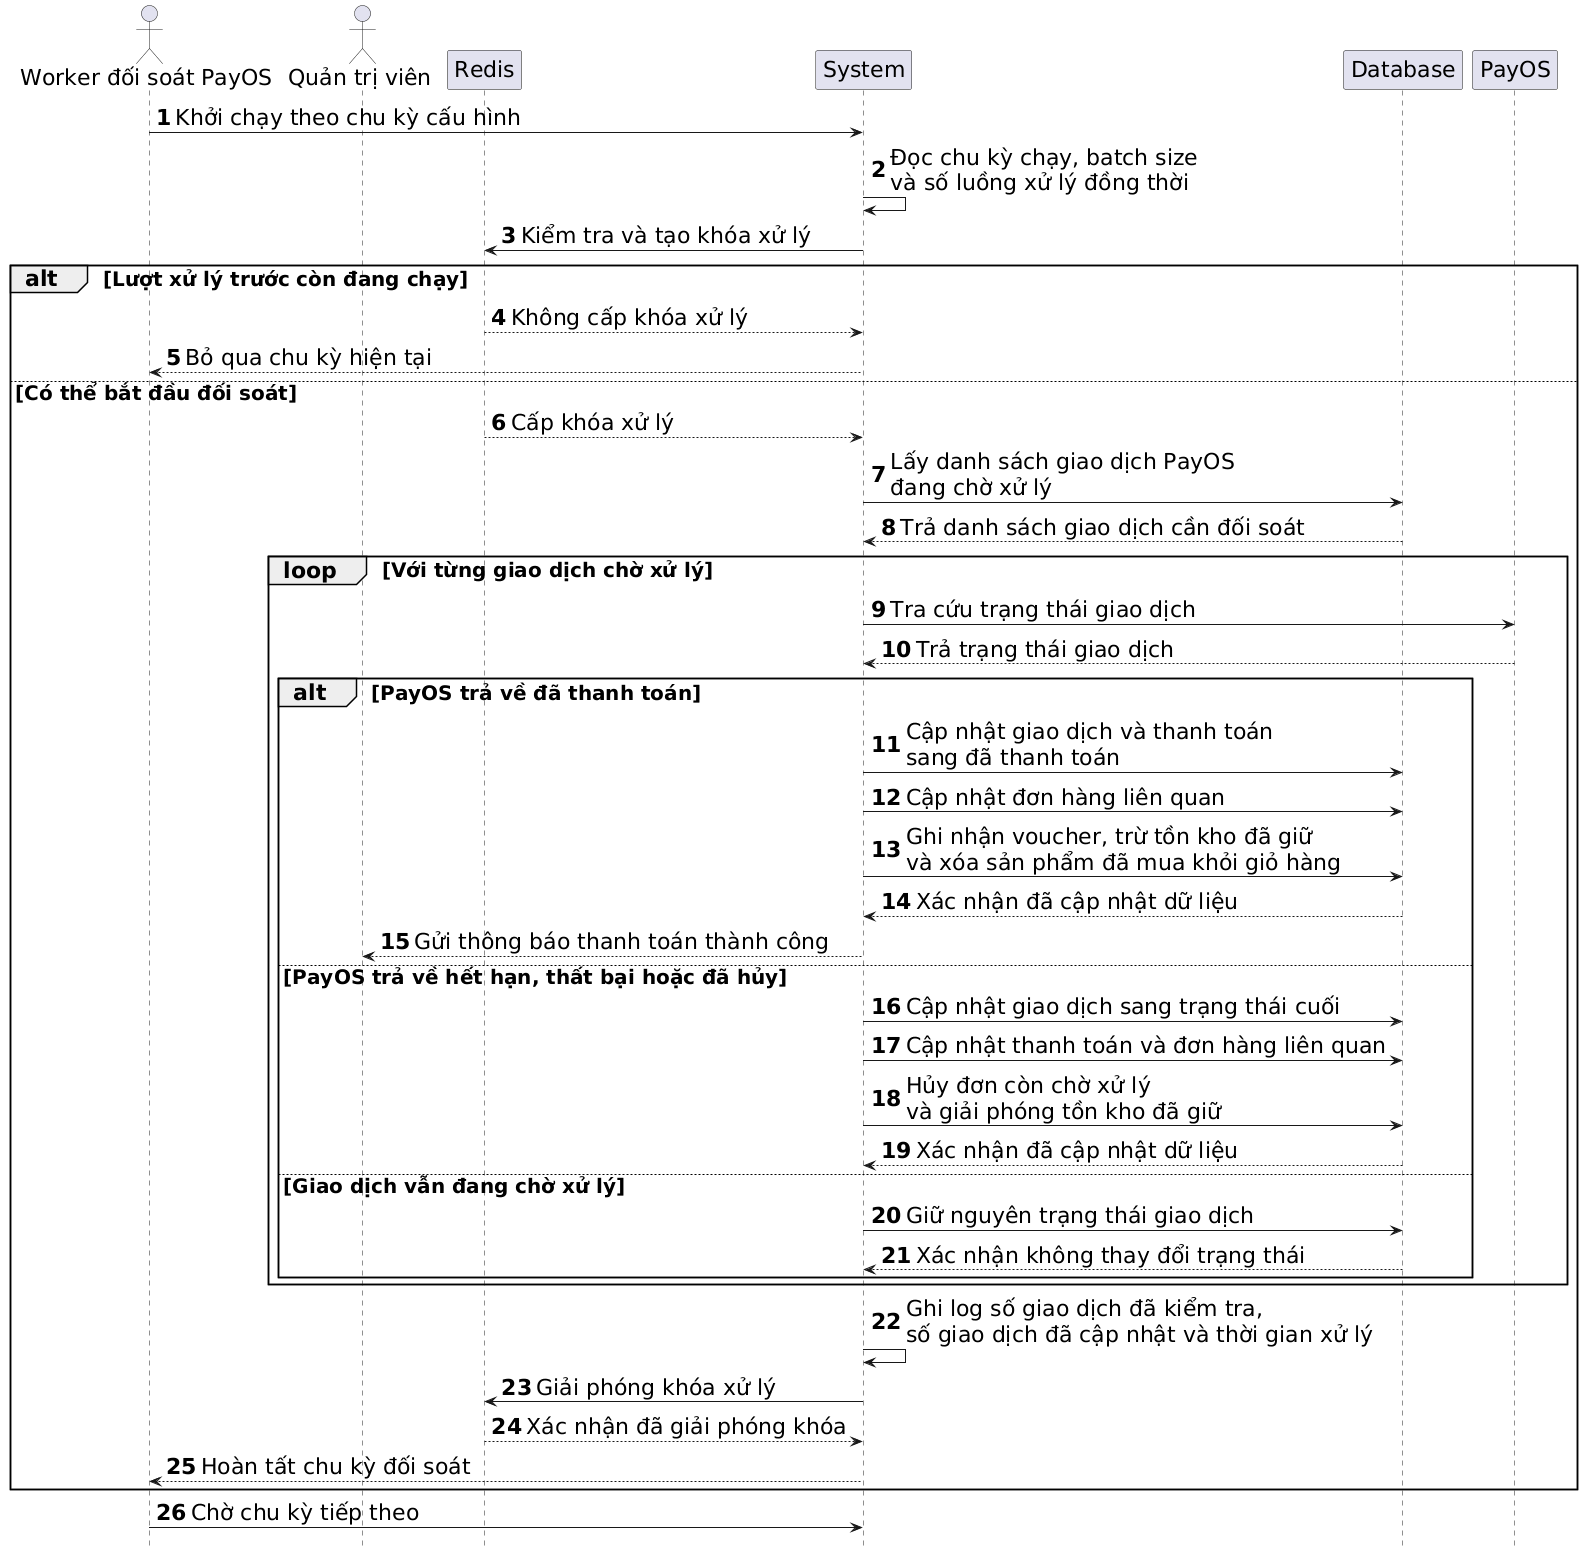 Worker đối soát PayOS
Quản trị viên
Redis
System
Database
PayOS
1 Khởi chạy theo chu kỳ cấu hình
2 Đọc chu kỳ chạy, batch size
và số luồng xử lý đồng thời
3 Kiểm tra và tạo khóa xử lý
alt [Lượt xử lý trước còn đang chạy]
4 Không cấp khóa xử lý
5 Bỏ qua chu kỳ hiện tại
[Có thể bắt đầu đối soát]
6 Cấp khóa xử lý
7 Lấy danh sách giao dịch PayOS
đang chờ xử lý
8 Trả danh sách giao dịch cần đối soát
loop [Với từng giao dịch chờ xử lý]
9 Tra cứu trạng thái giao dịch
10 Trả trạng thái giao dịch
alt [PayOS trả về đã thanh toán]
11 Cập nhật giao dịch và thanh toán
sang đã thanh toán
12 Cập nhật đơn hàng liên quan
13 Ghi nhận voucher, trừ tồn kho đã giữ
và xóa sản phẩm đã mua khỏi giỏ hàng
14 Xác nhận đã cập nhật dữ liệu
15 Gửi thông báo thanh toán thành công
[PayOS trả về hết hạn, thất bại hoặc đã hủy]
16 Cập nhật giao dịch sang trạng thái cuối
17 Cập nhật thanh toán và đơn hàng liên quan
18 Hủy đơn còn chờ xử lý
và giải phóng tồn kho đã giữ
19 Xác nhận đã cập nhật dữ liệu
[Giao dịch vẫn đang chờ xử lý]
20 Giữ nguyên trạng thái giao dịch
21 Xác nhận không thay đổi trạng thái
22 Ghi log số giao dịch đã kiểm tra,
số giao dịch đã cập nhật và thời gian xử lý
23 Giải phóng khóa xử lý
24 Xác nhận đã giải phóng khóa
25 Hoàn tất chu kỳ đối soát
26 Chờ chu kỳ tiếp theo